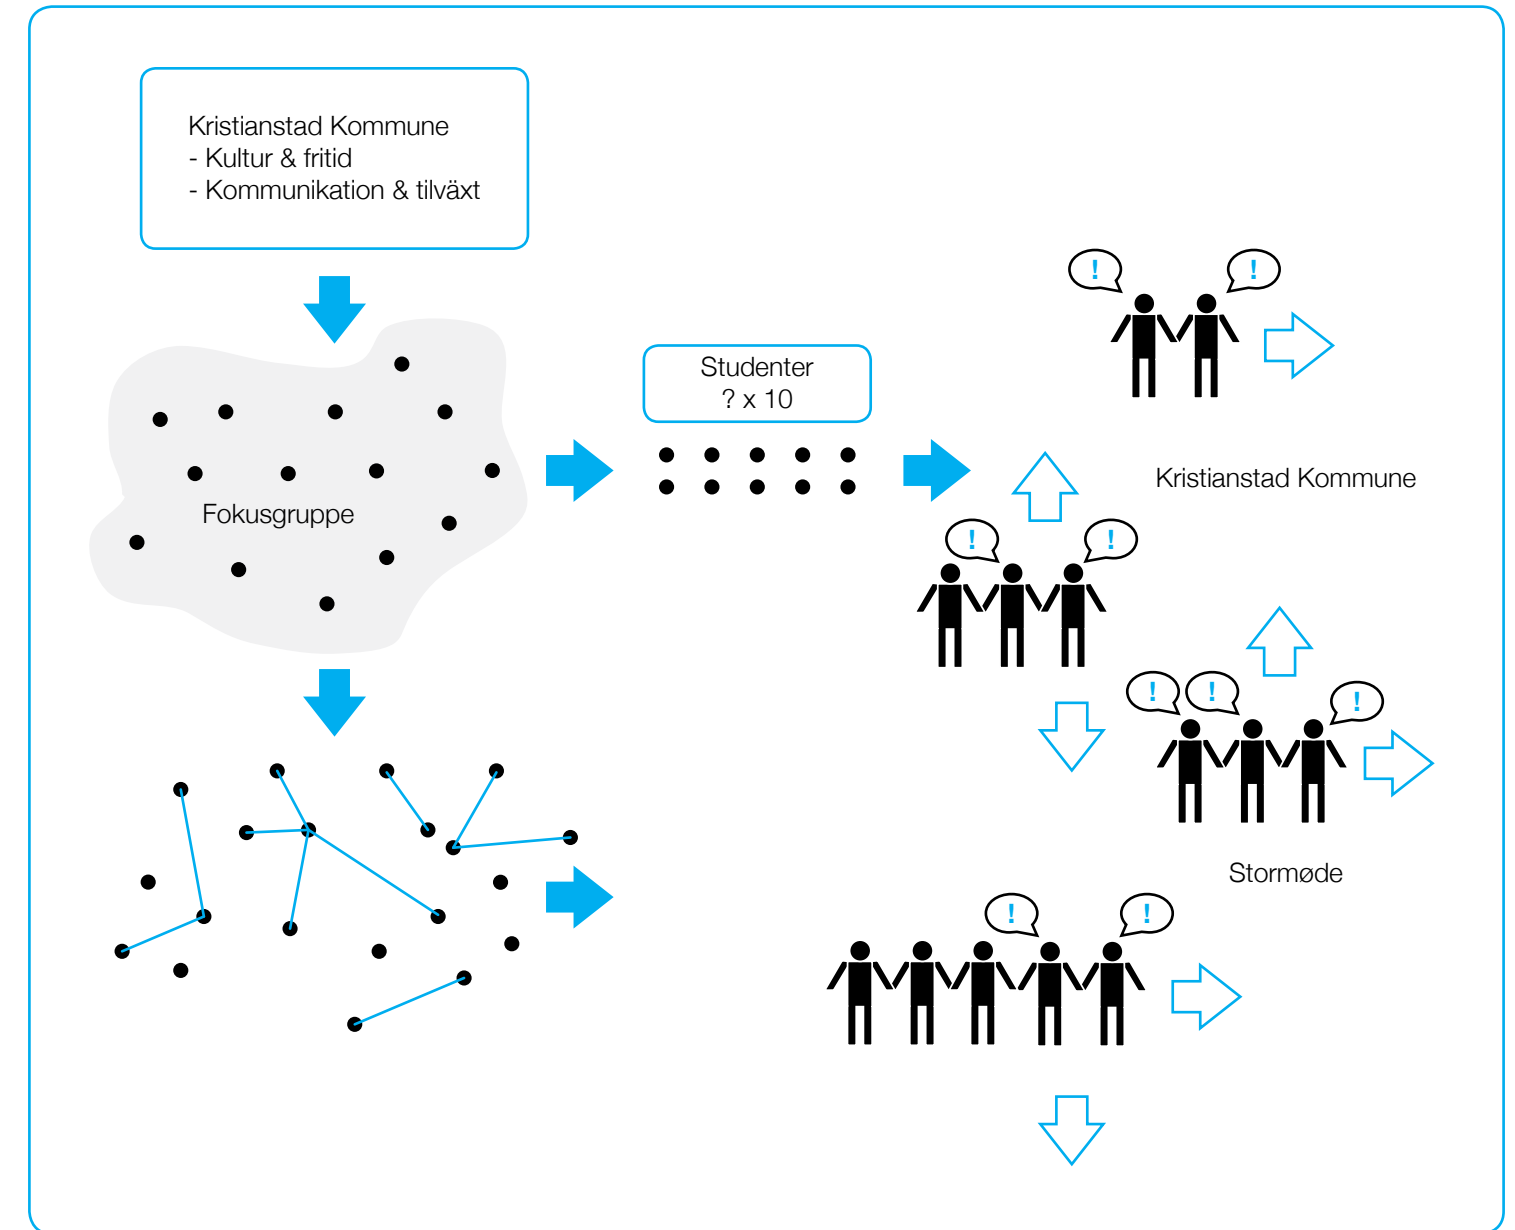 Kristianstad Kommune
- Kultur & fritid
- Kommunikation & tilväxt
Studenter
? x 10
Fokusgruppe
! !
Kristianstad Kommune
! !
! ! !
Stormøde
! !